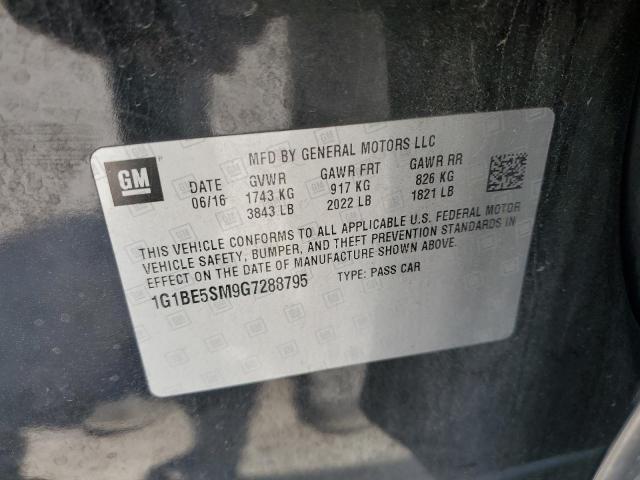 GM
MFD BY GENERAL MOTORS LLC
DATE GVWR GAWR FRT GAWR RR
06/16 1743 KG 917 KG 826 KG
3843 LB 2022 LB 1821 LB
THIS VEHICLE CONFORMS TO ALL APPLICABLE U.S. FEDERAL MOTOR
VEHICLE SAFETY, BUMPER, AND THEFT PREVENTION STANDARDS IN
EFFECT ON THE DATE OF MANUFACTURE SHOWN ABOVE.
1G1BE5SM9G7288795 TYPE: PASS CAR